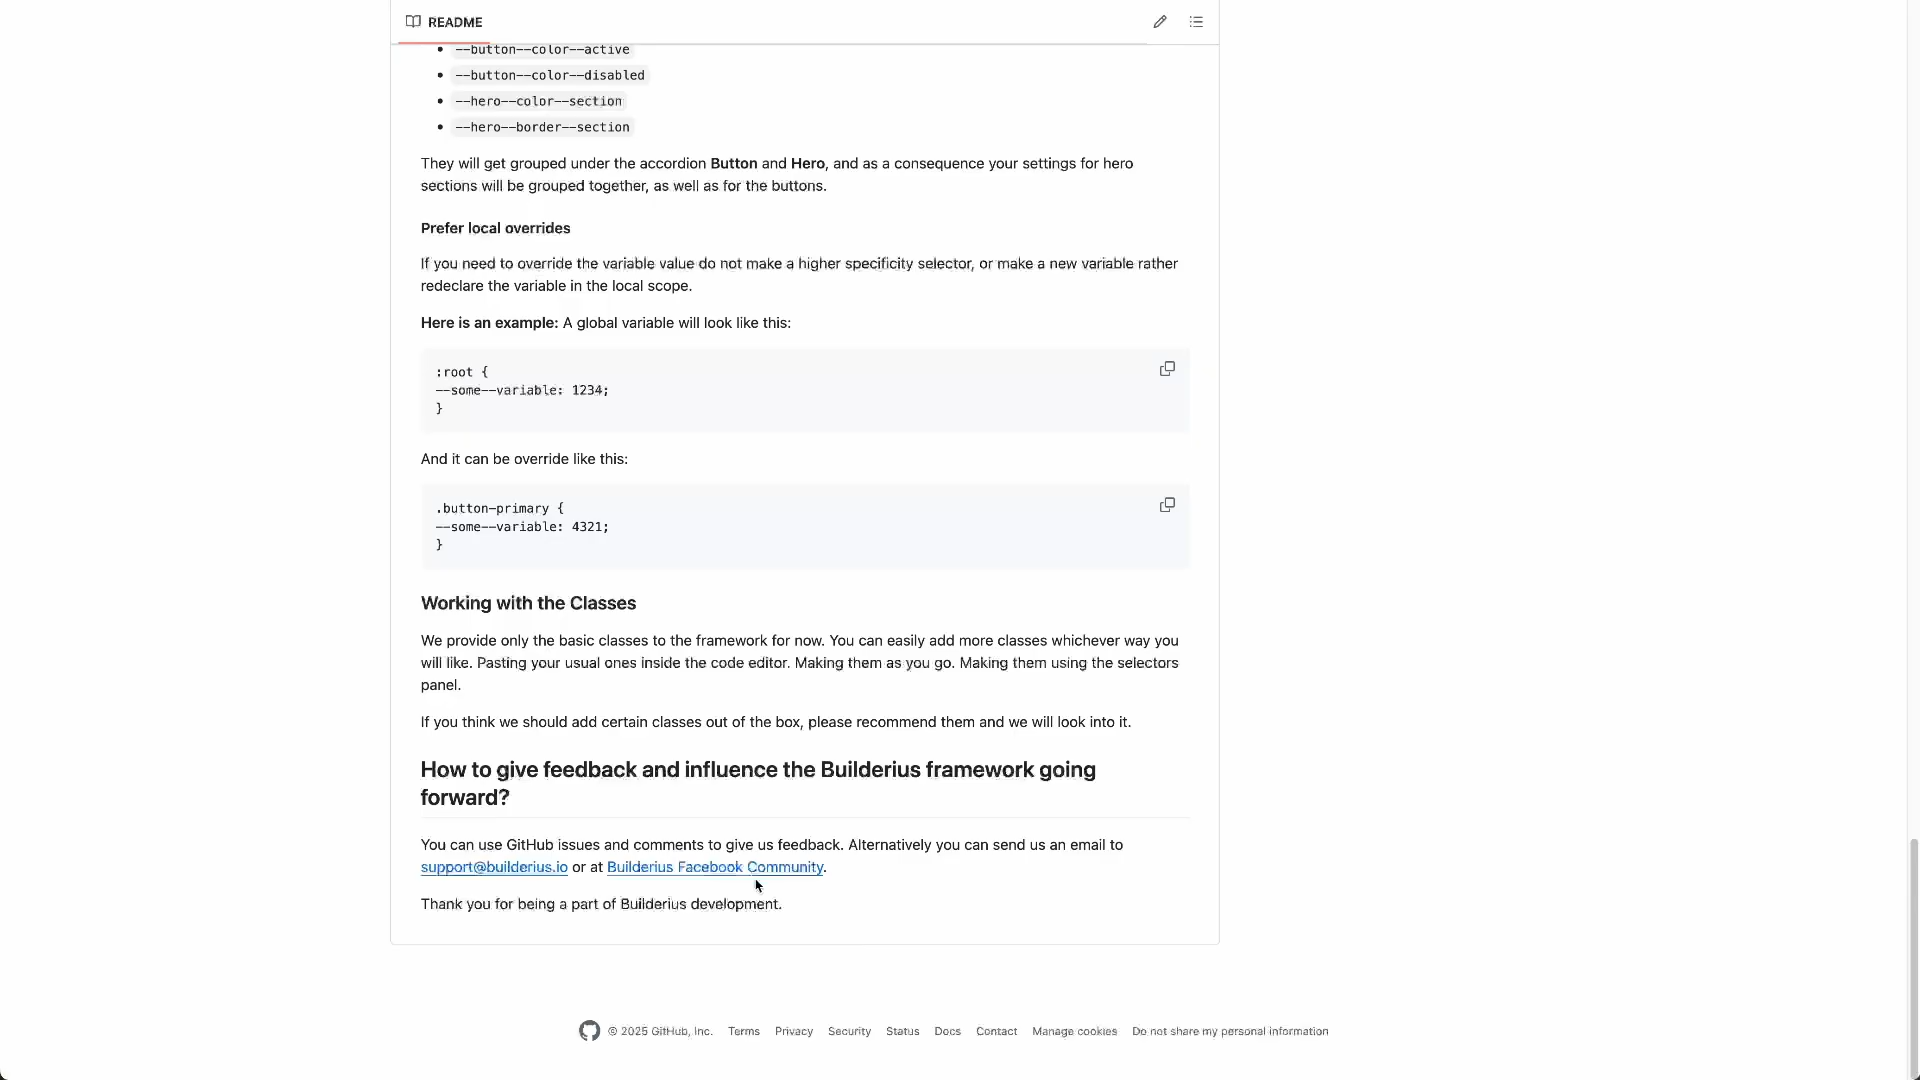 README
--button--color--active
--button--color--disabled
--hero--color--section
--hero--border--section
They will get grouped under the accordion Button and Hero, and as a consequence your settings for hero
sections will be grouped together, as well as for the buttons.
Prefer local overrides
If you need to override the variable value do not make a higher specificity selector, or make a new variable rather
redeclare the variable in the local scope.
Here is an example: A global variable will look like this:
:root {
--some--variable: 1234;
}
And it can be override like this:
.button-primary {
--some--variable: 4321;
}
Working with the Classes
We provide only the basic classes to the framework for now. You can easily add more classes whichever way you
will like. Pasting your usual ones inside the code editor. Making them as you go. Making them using the selectors
panel.
If you think we should add certain classes out of the box, please recommend them and we will look into it.
How to give feedback and influence the Builderius framework going
forward?
You can use GitHub issues and comments to give us feedback. Alternatively you can send us an email to
support@builderius.io or at Builderius Facebook Community.
Thank you for being a part of Builderius development.
© 2025 GitHub, Inc. Terms Privacy Security Status Docs Contact Manage cookies Do not share my personal information